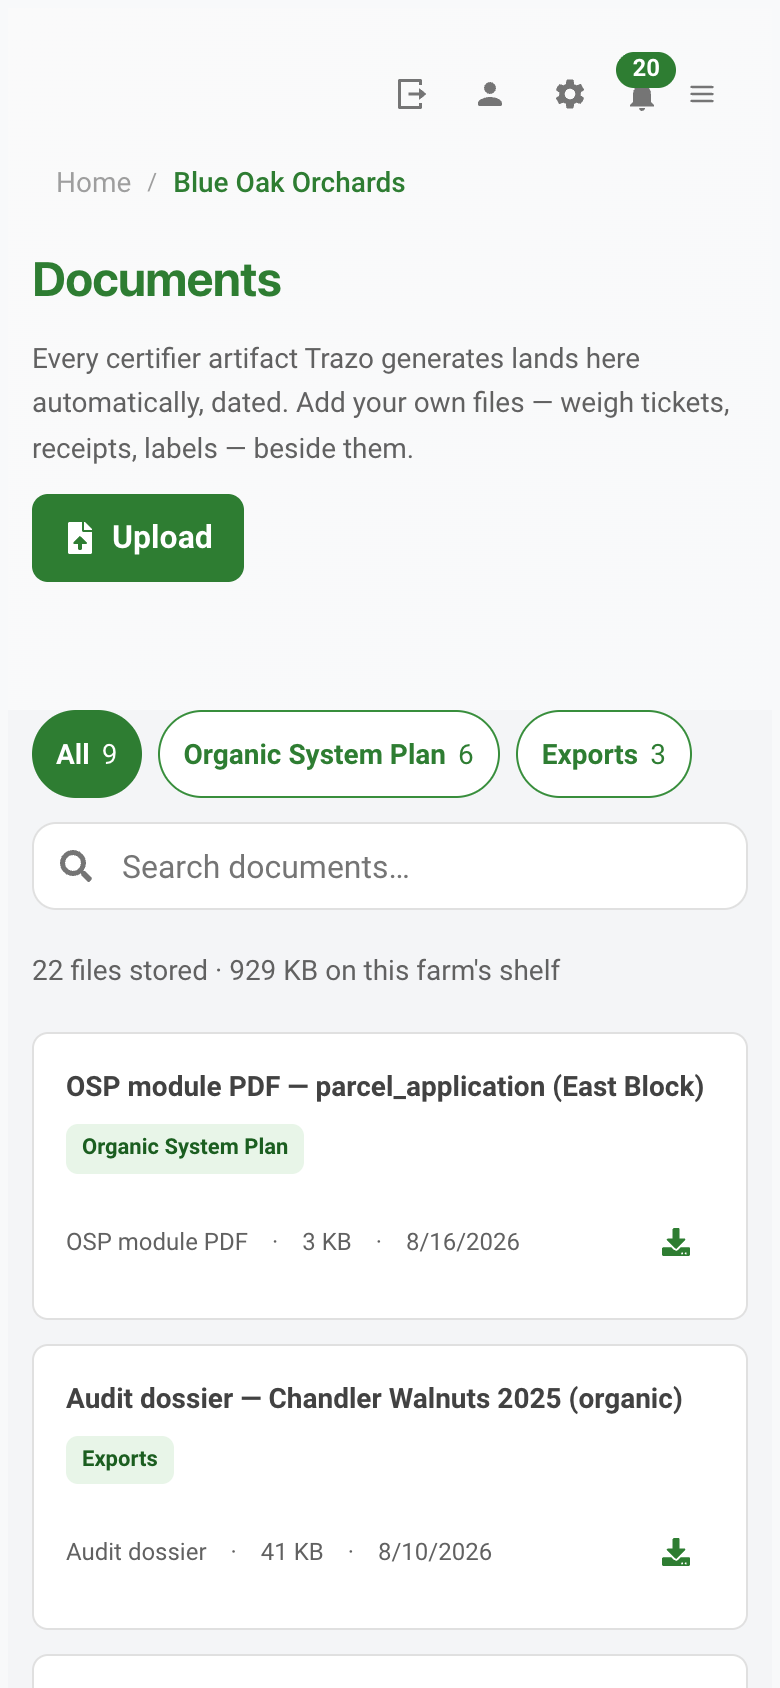 20
Home / Blue Oak Orchards
Documents
Every certifier artifact Trazo generates lands here
automatically, dated. Add your own files — weigh tickets,
receipts, labels — beside them.
Upload
All 9 Organic System Plan 6 Exports 3
Search documents…
22 files stored · 929 KB on this farm's shelf
OSP module PDF — parcel_application (East Block)
Organic System Plan
OSP module PDF · 3 KB · 8/16/2026
Audit dossier — Chandler Walnuts 2025 (organic)
Exports
Audit dossier · 41 KB · 8/10/2026